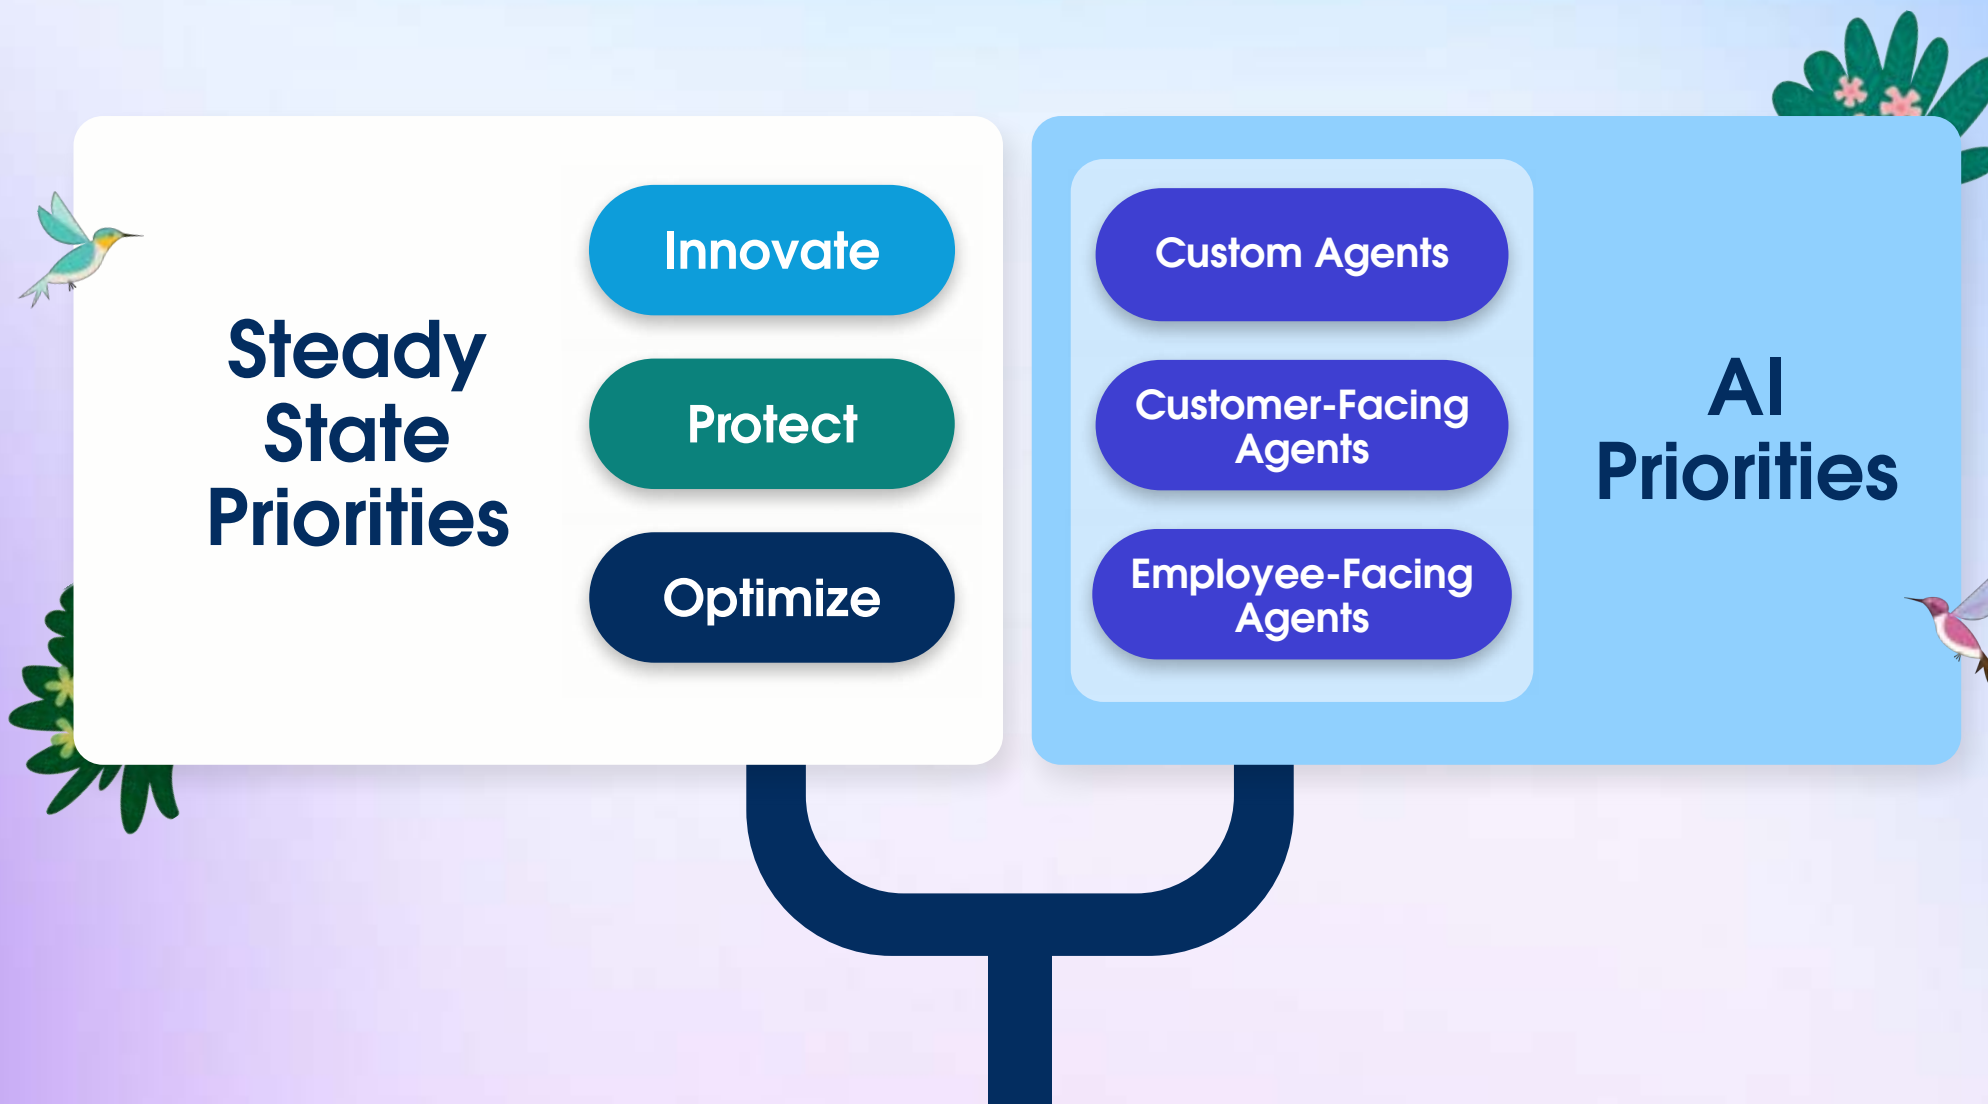 Steady
State
Priorities
Innovate
Protect
Optimize
Custom Agents
Customer-Facing
Agents
Employee-Facing
Agents
AI
Priorities